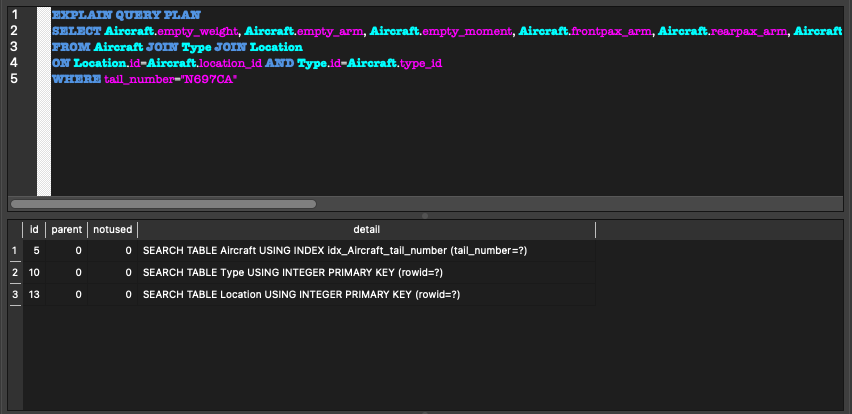 1 EXPLAIN QUERY PLAN
2 SELECT Aircraft.empty_weight, Aircraft.empty_arm, Aircraft.empty_moment, Aircraft.frontpax_arm, Aircraft.rearpax_arm, Aircraft
3 FROM Aircraft JOIN Type JOIN Location
4 ON Location.id=Aircraft.location_id AND Type.id=Aircraft.type_id
5 WHERE tail_number="N697CA"
id parent notused detail
1 5 0 0 SEARCH TABLE Aircraft USING INDEX idx_Aircraft_tail_number (tail_number=?)
2 10 0 0 SEARCH TABLE Type USING INTEGER PRIMARY KEY (rowid=?)
3 13 0 0 SEARCH TABLE Location USING INTEGER PRIMARY KEY (rowid=?)